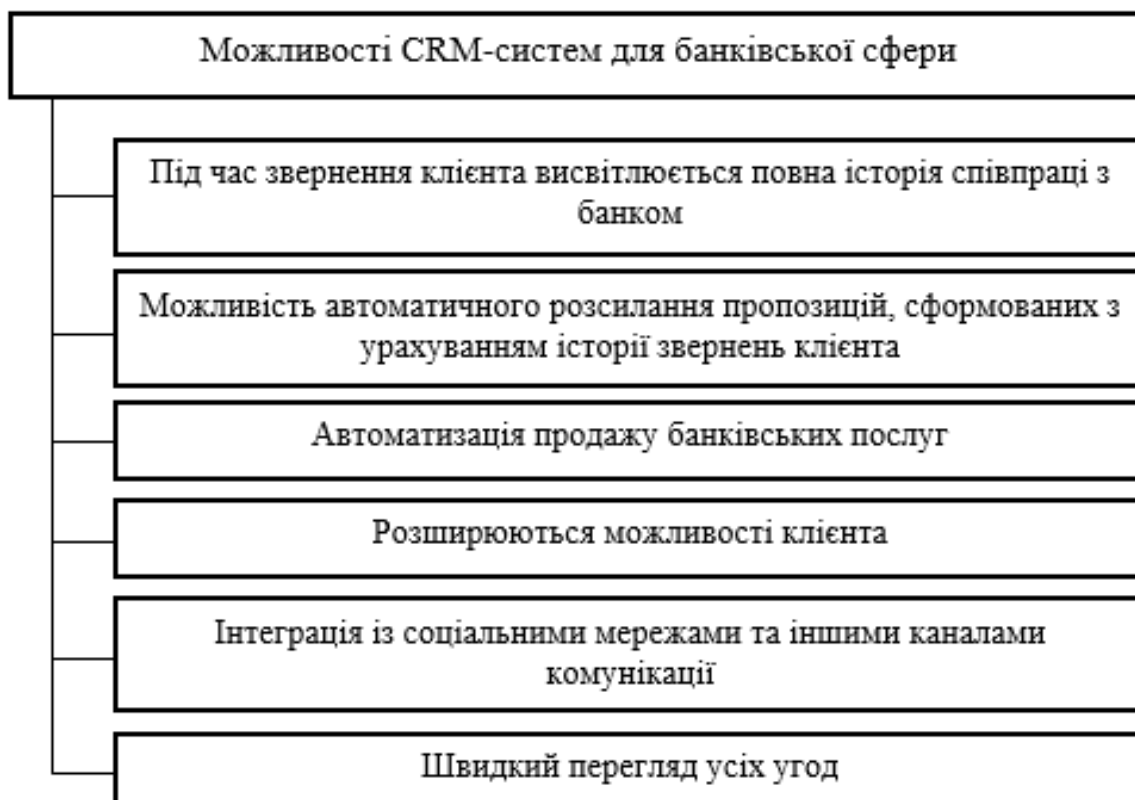 Можливості CRM-систем для банківської сфери
Під час звернення клієнта висвітлюється повна історія співпраці з
банком
Можливість автоматичного розсилання пропозицій, сформованих з
урахуванням історії звернень клієнта
Автоматизація продажу банківських послуг
Розширюються можливості клієнта
Інтеграція із соціальними мережами та іншими каналами
комунікації
Швидкий перегляд усіх угод